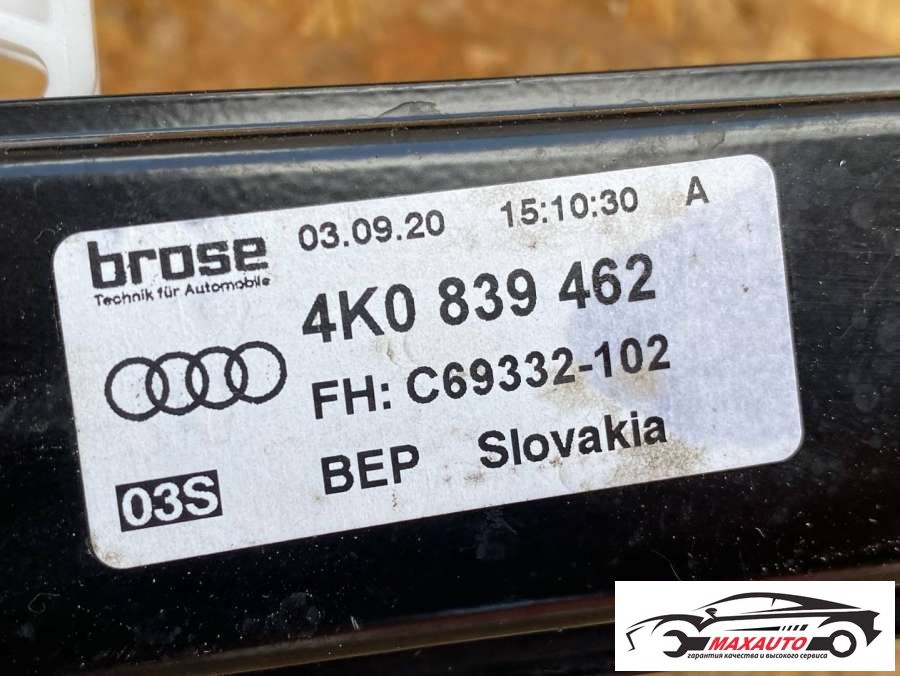 brose 03.09.20 15:10:30 A
Technik für Automobile
4K0 839 462
FH: C69332-102
BEP Slovakia
03S
MAXAUTO
гарантия качества и высокого сервиса